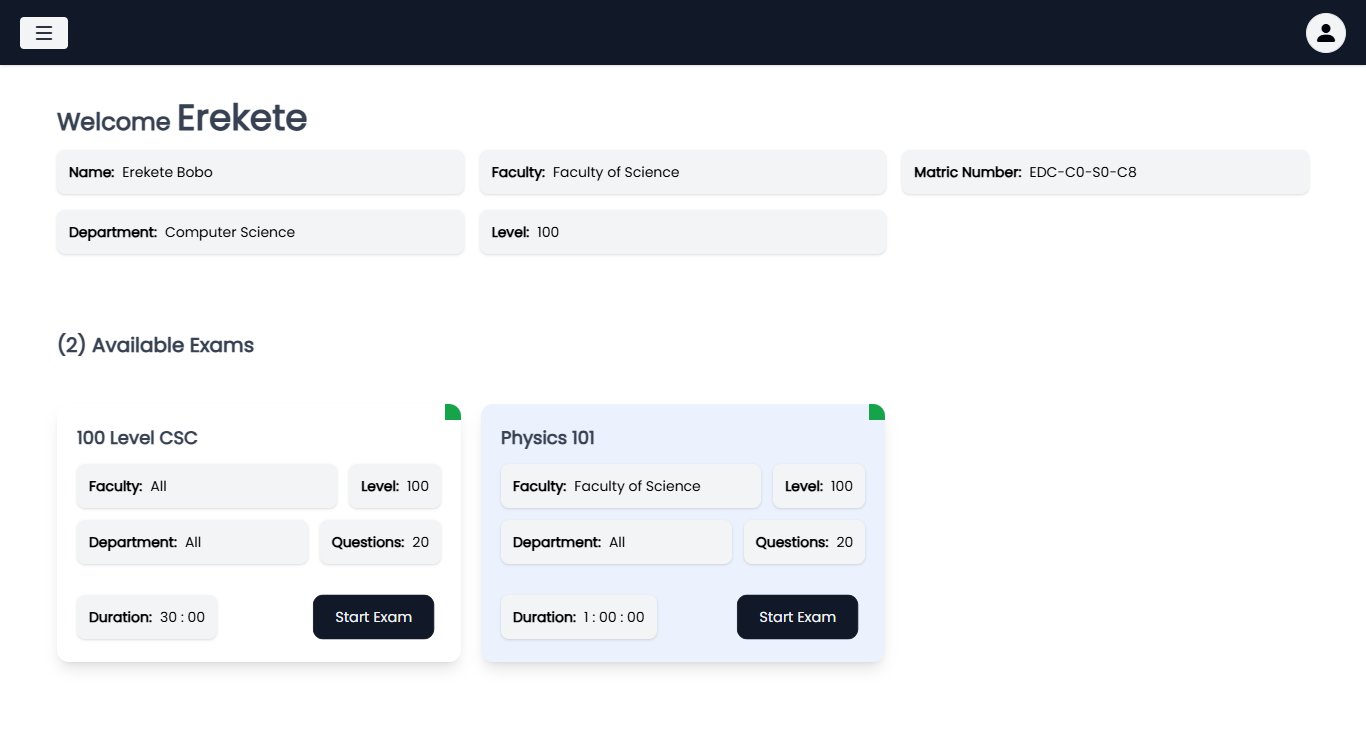 Welcome Erekete
Name: Erekete Bobo
Faculty: Faculty of Science
Matric Number: EDC-C0-S0-C8
Department: Computer Science
Level: 100
(2) Available Exams
100 Level CSC
Faculty: All
Level: 100
Department: All
Questions: 20
Duration: 30 : 00
Start Exam
Physics 101
Faculty: Faculty of Science
Level: 100
Department: All
Questions: 20
Duration: 1 : 00 : 00
Start Exam